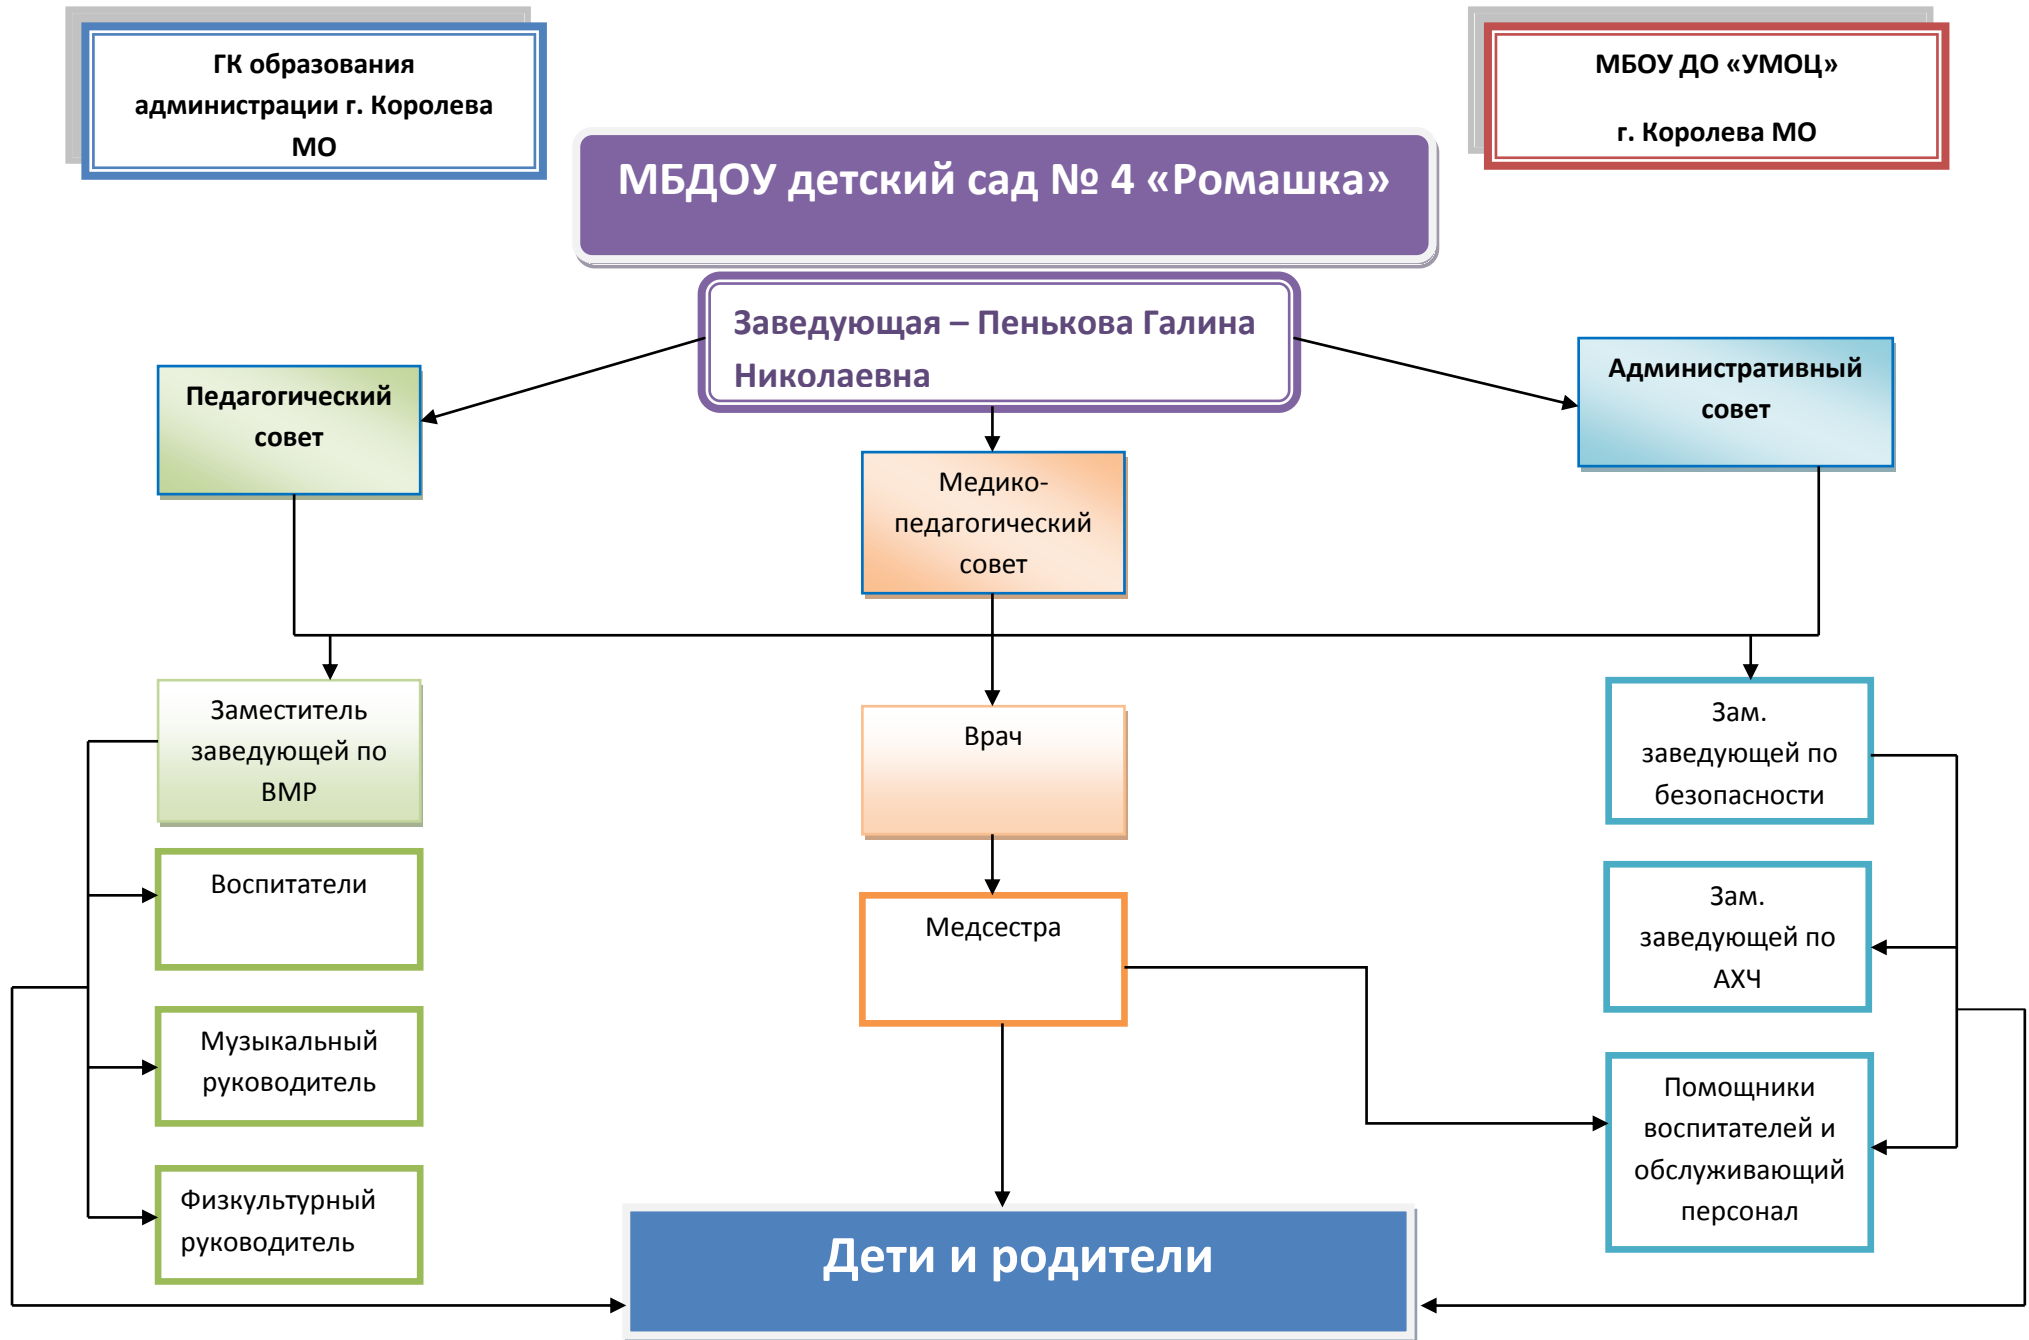 ГК образования
администрации г. Королева
МО
МБОУ ДО «УМОЦ»
г. Королева МО
МБДОУ детский сад № 4 «Ромашка»
Заведующая – Пенькова Галина
Николаевна
Педагогический
совет
Административный
совет
Медико-
педагогический
совет
Заместитель
заведующей по
ВМР
Врач
Зам.
заведующей по
безопасности
Воспитатели
Медсестра
Зам.
заведующей по
АХЧ
Музыкальный
руководитель
Помощники
воспитателей и
обслуживающий
персонал
Физкультурный
руководитель
Дети и родители